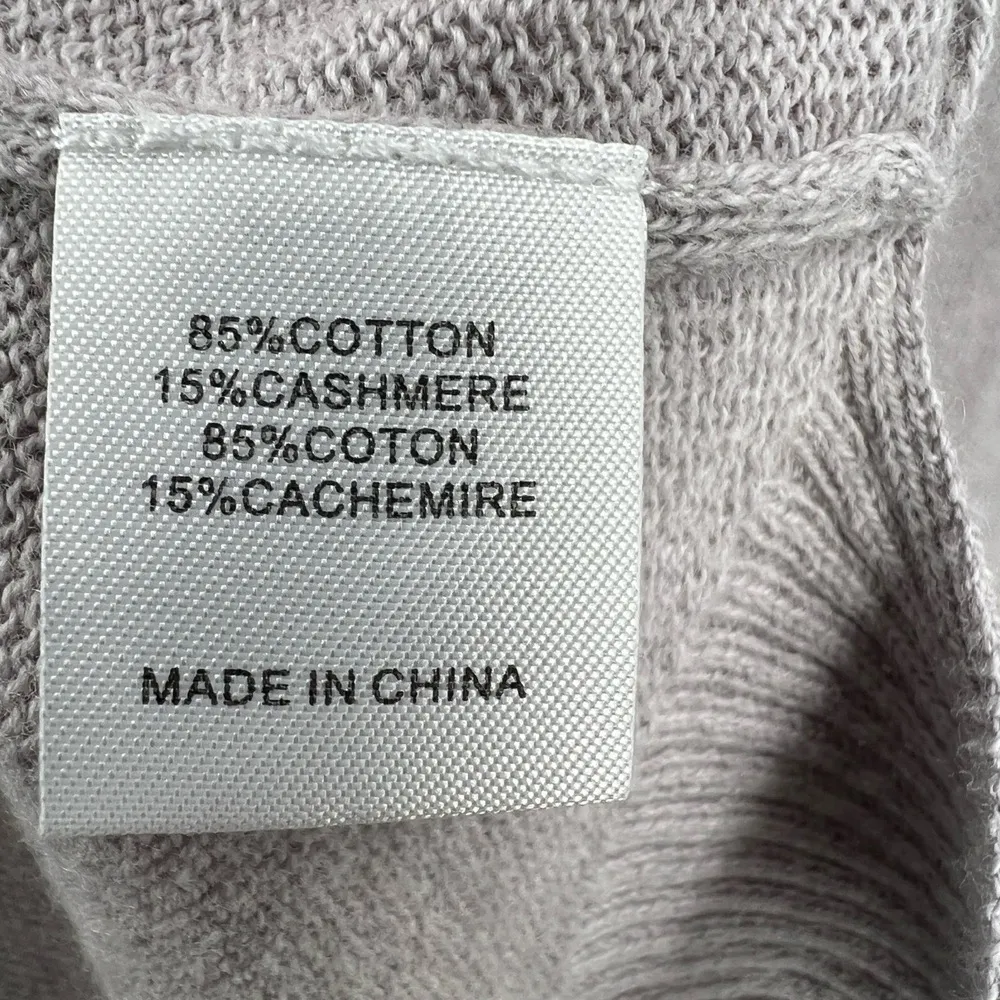 85%COTTON
15%CASHMERE
85%COTON
15%CACHEMIRE
MADE IN CHINA